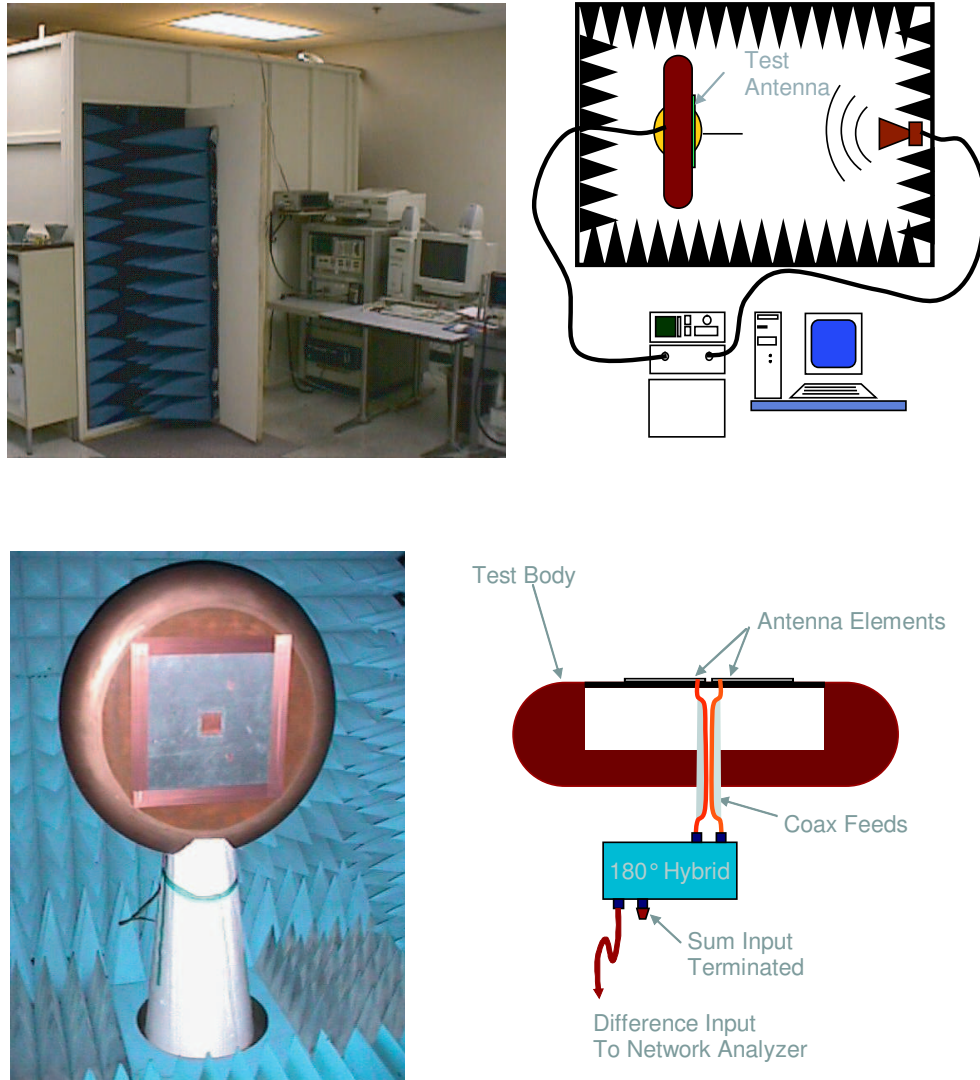 Test
Antenna
Test Body
Antenna Elements
Coax Feeds
180° Hybrid
Sum Input
Terminated
Difference Input
To Network Analyzer